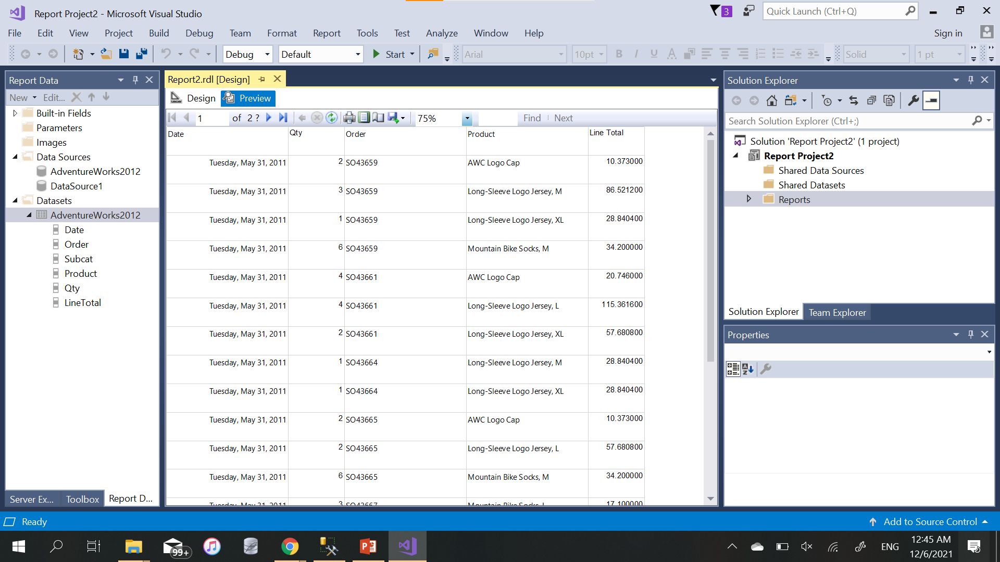 Report Project2 - Microsoft Visual Studio
3
Quick Launch (Ctrl+Q)
File Edit View Project Build Debug Team Format Report Tools Test Analyze Window Help
Sign in
Debug Default Start Arial 10pt B I U A Solid 1 pt
Report Data
New Edit...
Built-in Fields
Parameters
Images
Data Sources
AdventureWorks2012
DataSource1
Datasets
AdventureWorks2012
Date
Order
Subcat
Product
Qty
LineTotal
Server Ex... Toolbox Report D...
Report2.rdl [Design]
Design Preview
1 of 2 ? 75% Find Next
Date Qty Order Product Line Total
Tuesday, May 31, 2011 2 SO43659 AWC Logo Cap 10.373000
Tuesday, May 31, 2011 3 SO43659 Long-Sleeve Logo Jersey, M 86.521200
Tuesday, May 31, 2011 1 SO43659 Long-Sleeve Logo Jersey, XL 28.840400
Tuesday, May 31, 2011 6 SO43659 Mountain Bike Socks, M 34.200000
Tuesday, May 31, 2011 4 SO43661 AWC Logo Cap 20.746000
Tuesday, May 31, 2011 4 SO43661 Long-Sleeve Logo Jersey, L 115.361600
Tuesday, May 31, 2011 2 SO43661 Long-Sleeve Logo Jersey, XL 57.680800
Tuesday, May 31, 2011 1 SO43664 Long-Sleeve Logo Jersey, M 28.840400
Tuesday, May 31, 2011 1 SO43664 Long-Sleeve Logo Jersey, XL 28.840400
Tuesday, May 31, 2011 2 SO43665 AWC Logo Cap 10.373000
Tuesday, May 31, 2011 2 SO43665 Long-Sleeve Logo Jersey, L 57.680800
Tuesday, May 31, 2011 6 SO43665 Mountain Bike Socks, M 34.200000
Tuesday, May 31, 2011 3 SO43667 Mountain Bike Socks, L 17.100000
Solution Explorer
Search Solution Explorer (Ctrl+;)
Solution 'Report Project2' (1 project)
Report Project2
Shared Data Sources
Shared Datasets
Reports
Solution Explorer Team Explorer
Properties
Ready
Add to Source Control
99+
ENG
12:45 AM
12/6/2021